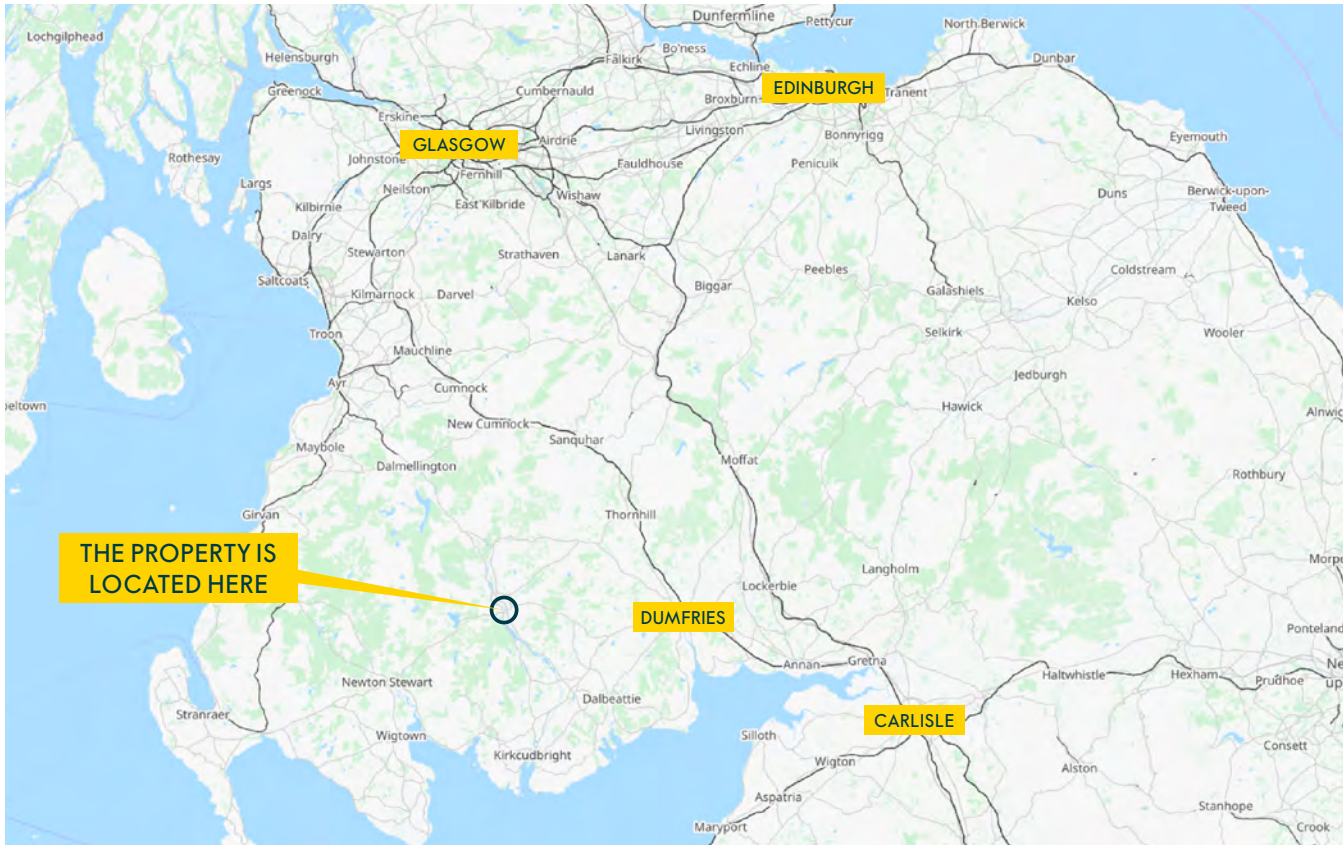 Dunfermline
Pettycur
North Berwick
Lochgilphead
Helensburgh
Bo'ness
Falkirk
Echline
Dunbar
Greenock
Cumbernauld
EDINBURGH
Broxburn
Tranent
Erskine
Livingston
Bonnyrigg
Eyemouth
GLASGOW
Airdrie
Rothesay
Johnstone
Fauldhouse
Penicuik
Fernhill
Largs
Neilston
Wishaw
Duns
Berwick-upon-
Tweed
Kilbirnie
East Kilbride
Dalry
Stewarton
Strathaven
Lanark
Peebles
Coldstream
Saltcoats
Biggar
Galashiels
Kilmarnock
Darvel
Kelso
Troon
Selkirk
Wooler
Mauchline
Jedburgh
Ayr
Cumnock
Hawick
peltown
Alnwic
New Cumnock
Sanquhar
Maybole
Dalmellington
Moffat
Rothbury
Girvan
Thornhill
THE PROPERTY IS
LOCATED HERE
Langholm
Morpe
Lockerbie
DUMFRIES
Ponteland
Annan
Gretna
Haltwhistle
Hexham
Prudhoe
Ne
up
Newton Stewart
Dalbeattie
Stranraer
CARLISLE
Wigtown
Silloth
Kirkcudbright
Wigton
Consett
Alston
Aspatria
Stanhope
Maryport
Crook